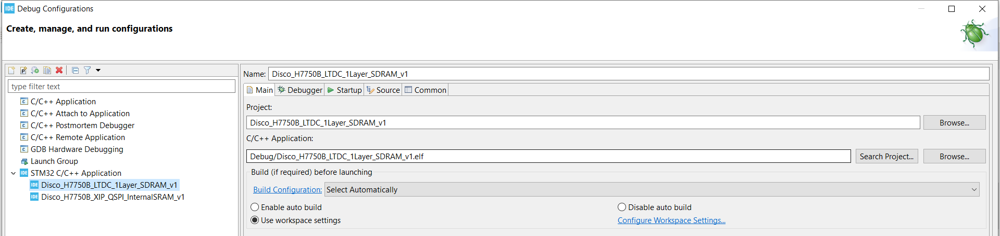 IDE Debug Configurations
Create, manage, and run configurations
type filter text
C/C++ Application
C/C++ Attach to Application
C/C++ Postmortem Debugger
C/C++ Remote Application
GDB Hardware Debugging
Launch Group
IDE STM32 C/C++ Application
IDE Disco_H7750B_LTDC_1Layer_SDRAM_v1
IDE Disco_H7750B_XIP_QSPI_InternalSRAM_v1
Name: Disco_H7750B_LTDC_1Layer_SDRAM_v1
Main Debugger Startup Source Common
Project:
Disco_H7750B_LTDC_1Layer_SDRAM_v1 Browse...
C/C++ Application:
Debug/Disco_H7750B_LTDC_1Layer_SDRAM_v1.elf Search Project... Browse...
Build (if required) before launching
Build Configuration: Select Automatically
Enable auto build Disable auto build
Use workspace settings Configure Workspace Settings...